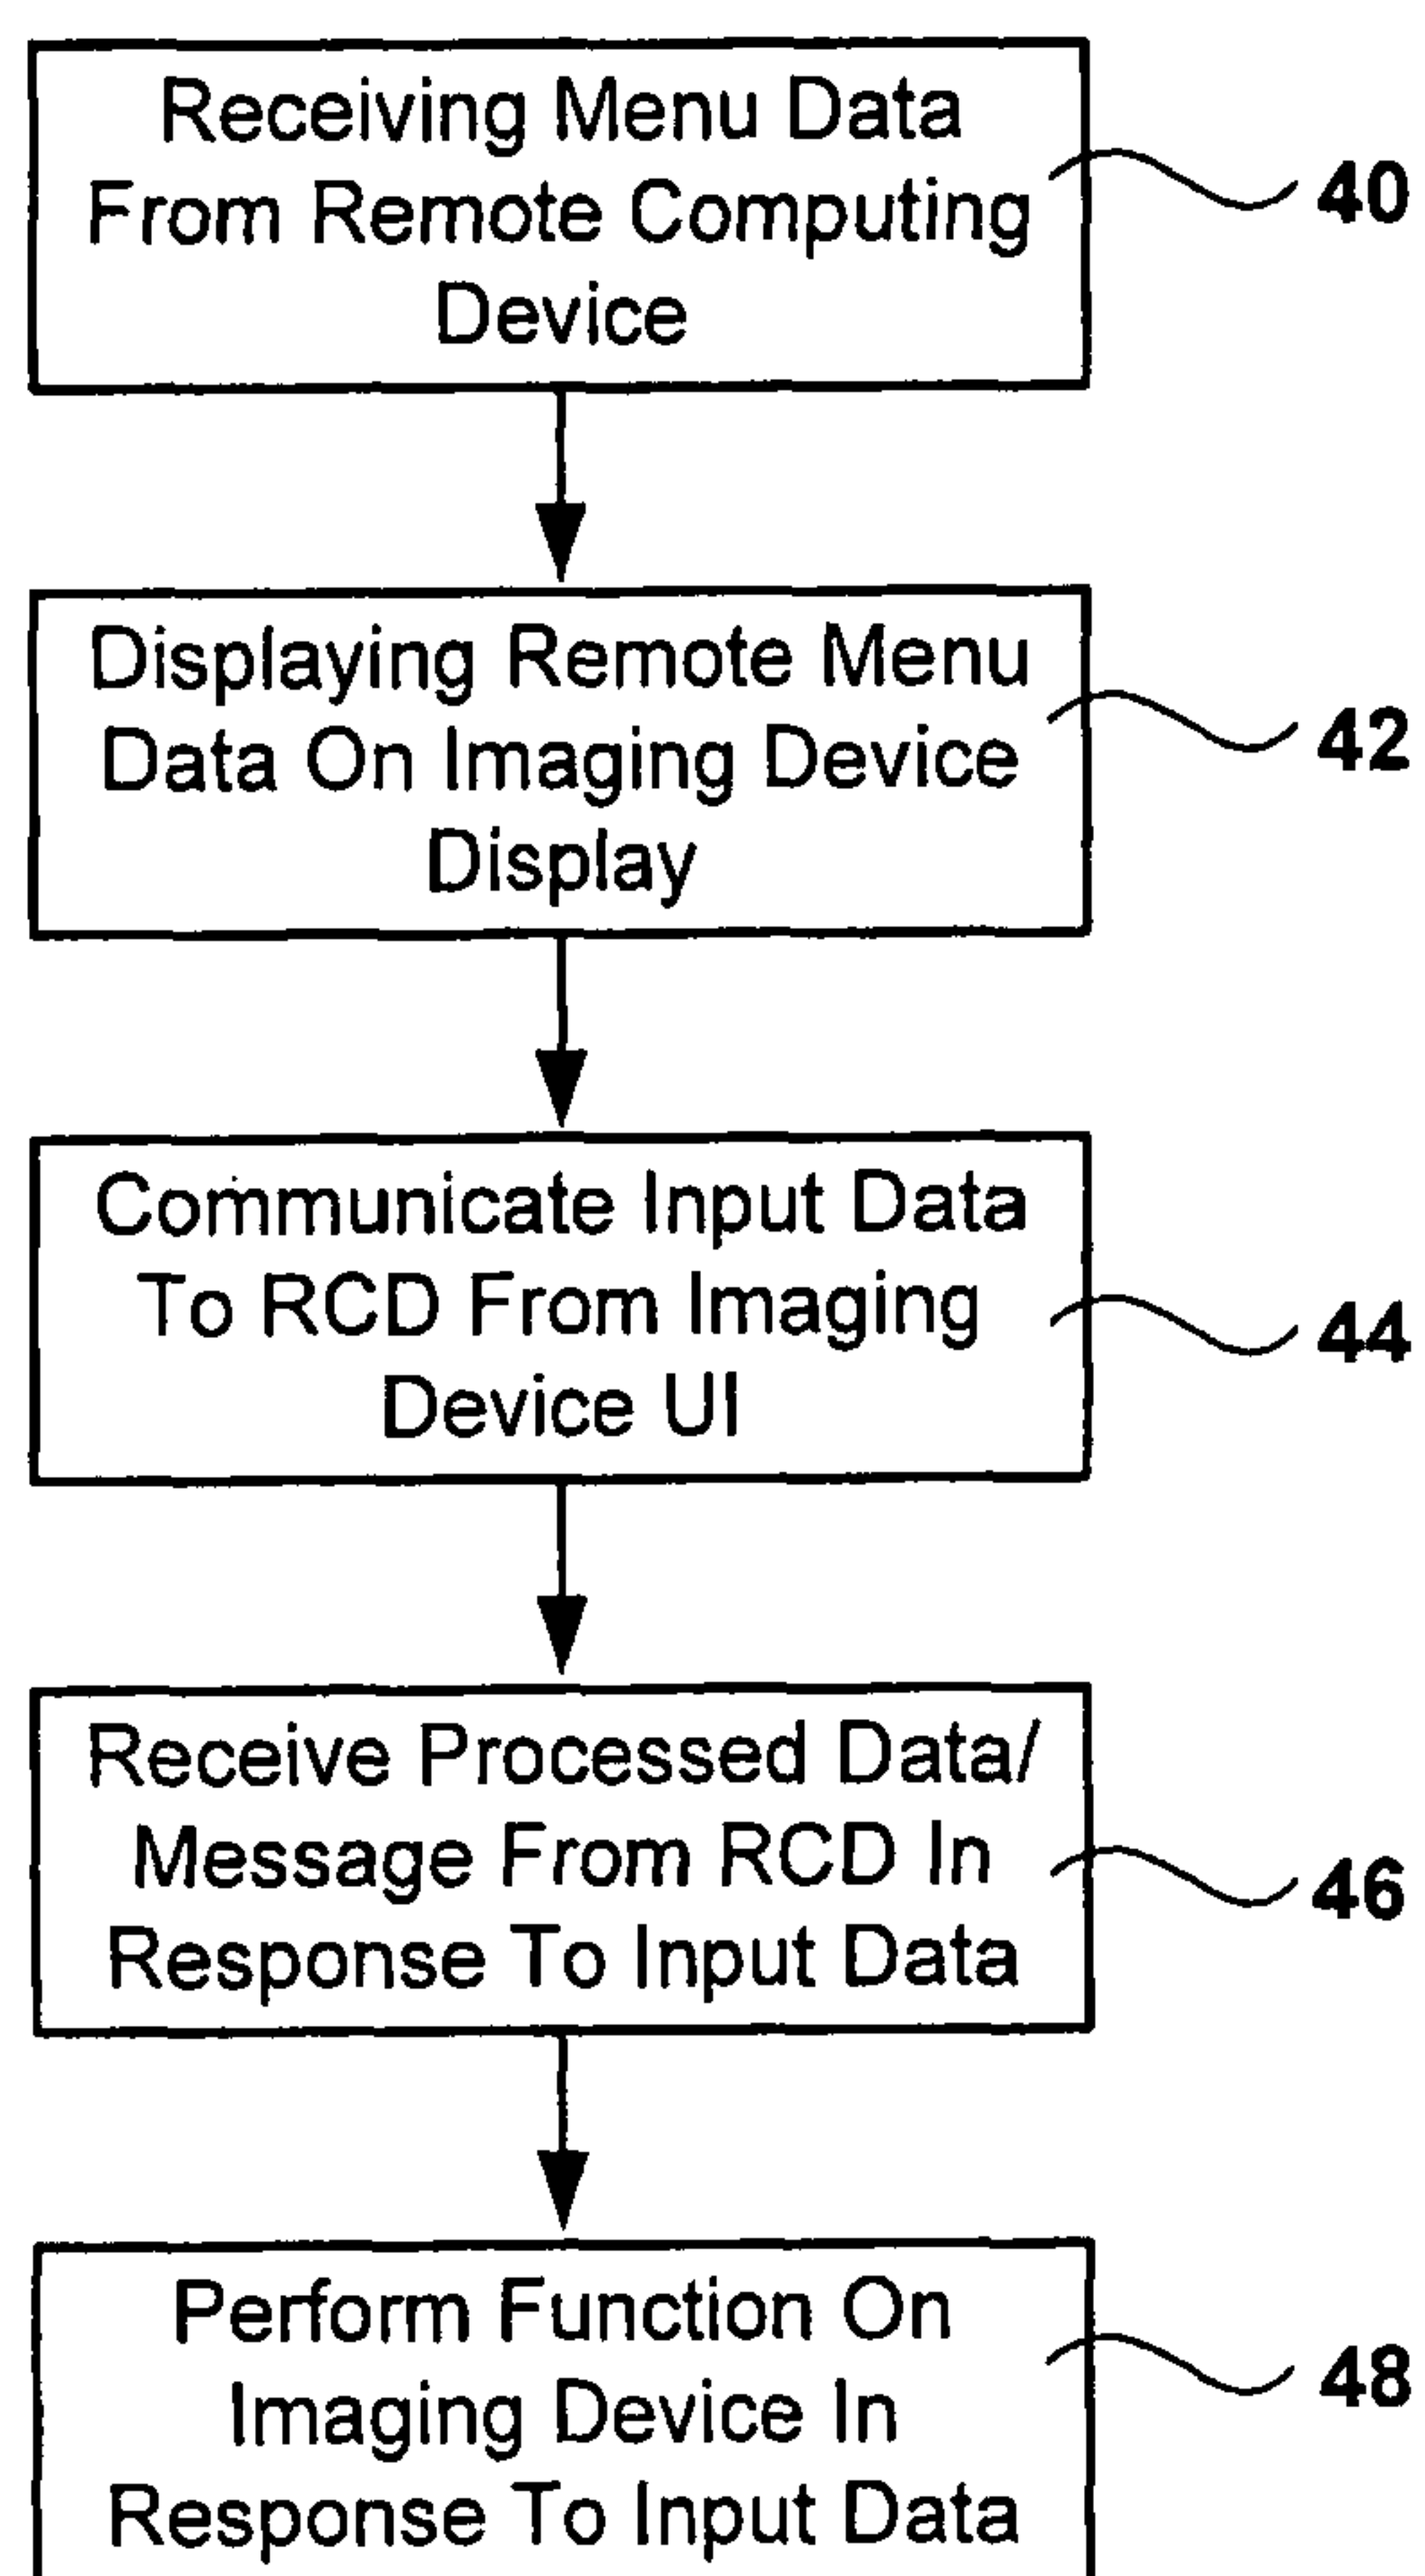 Receiving Menu Data
From Remote Computing
Device
40
Displaying Remote Menu
Data On Imaging Device
Display
42
Communicate Input Data
To RCD From Imaging
Device UI
44
Receive Processed Data/
Message From RCD In
Response To Input Data
46
Perform Function On
Imaging Device In
Response To Input Data
48